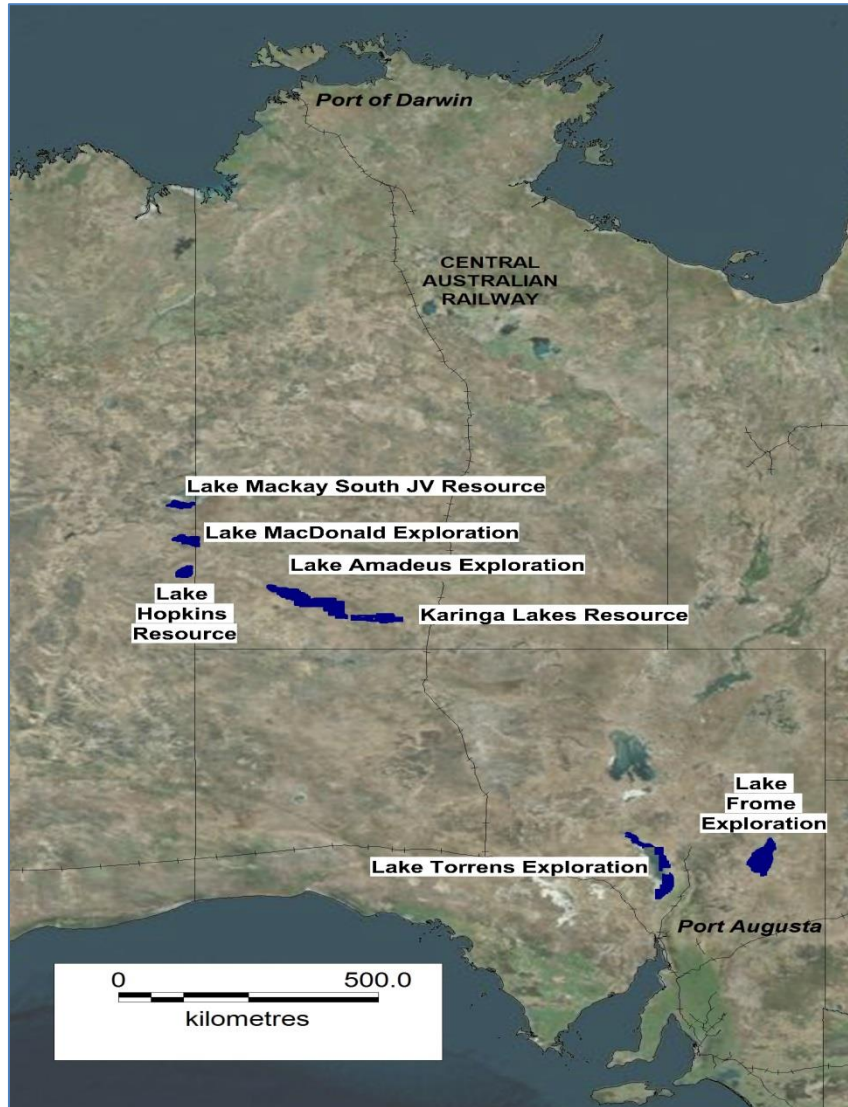 Port of Darwin
CENTRAL
AUSTRALIAN
RAILWAY
Lake Mackay South JV Resource
Lake MacDonald Exploration
Lake Amadeus Exploration
Lake
Hopkins
Resource
Karinga Lakes Resource
Lake
Frome
Exploration
Lake Torrens Exploration
Port Augusta
0 500.0
kilometres